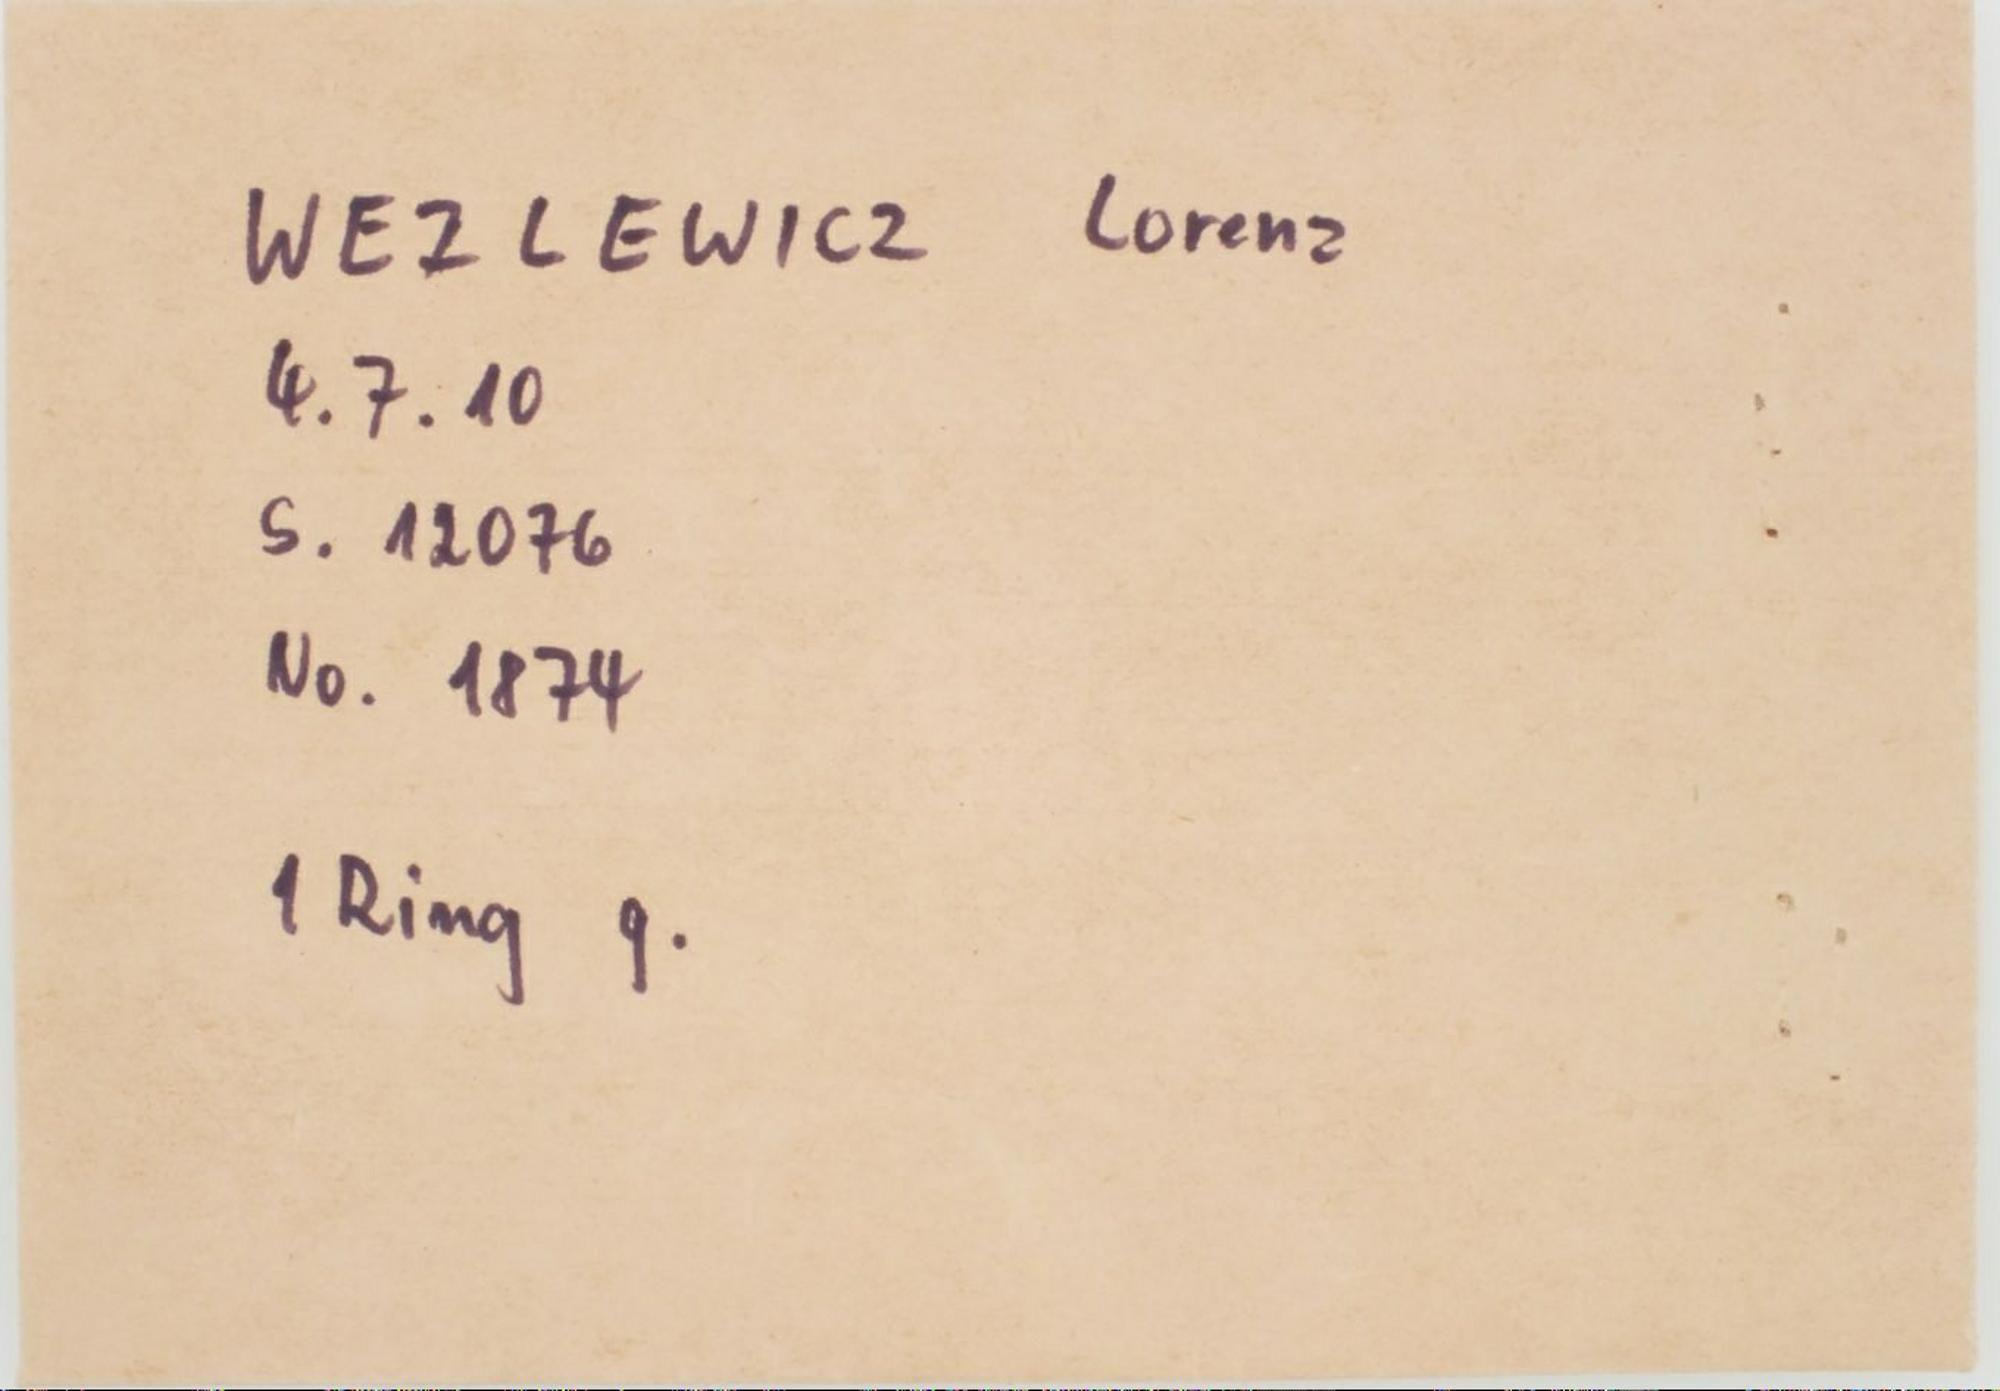 WEZLEWICZ Lorenz
4.7.10
S. 12076
No. 1874
1 Ring g.